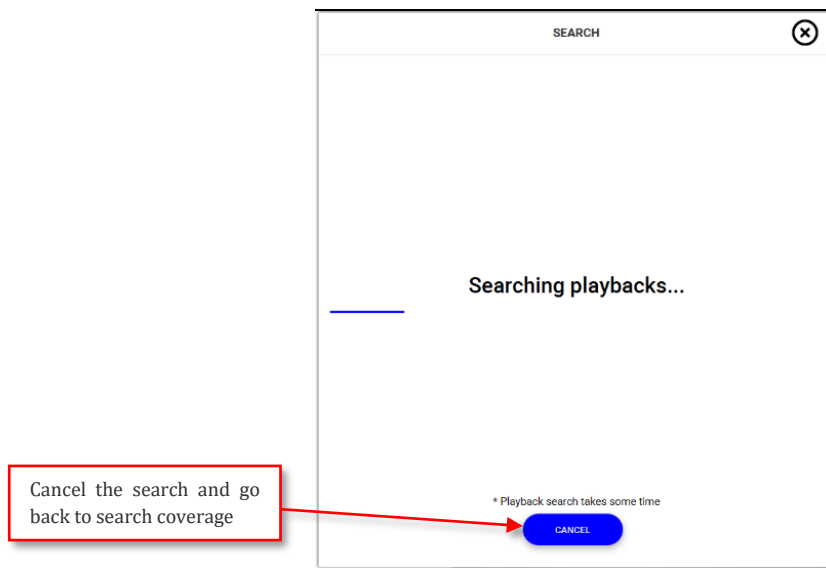 SEARCH
Searching playbacks...
Cancel the search and go
back to search coverage
* Playback search takes some time
CANCEL